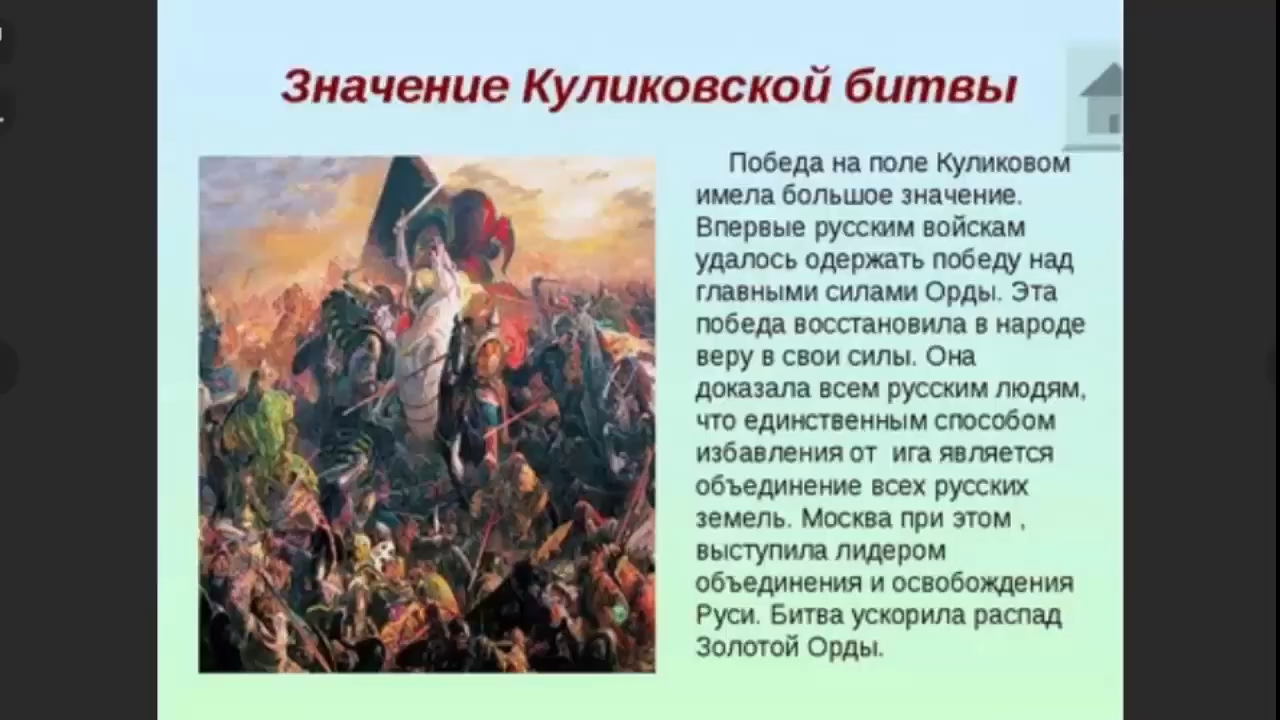 Значение Куликовской битвы
Победа на поле Куликовом
имела большое значение.
Впервые русским войскам
удалось одержать победу над
главными силами Орды. Эта
победа восстановила в народе
веру в свои силы. Она
доказала всем русским людям,
что единственным способом
избавления от  ига является
объединение всех русских
земель. Москва при этом ,
выступила лидером
объединения и освобождения
Руси. Битва ускорила распад
Золотой Орды.